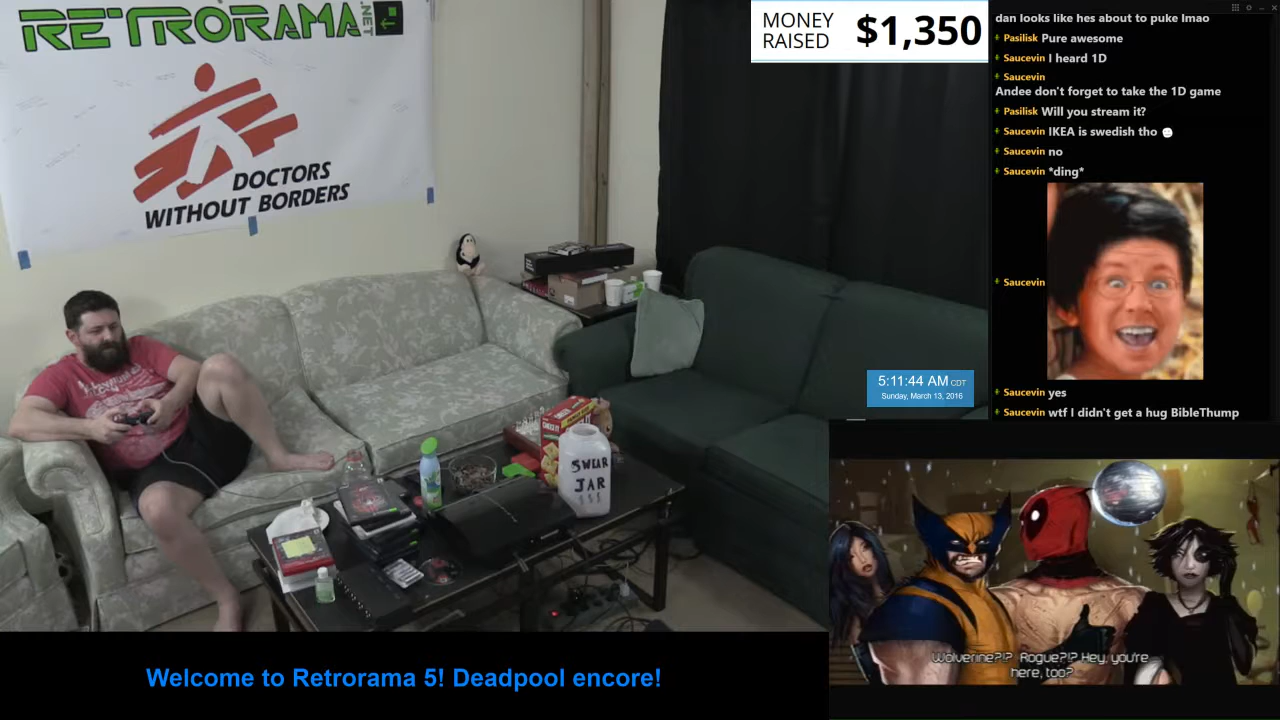 RETRORAMA
.NET
DOCTORS
WITHOUT BORDERS
MONEY
RAISED
$1,350
dan looks like hes about to puke lmao
Pasilisk Pure awesome
Saucevin I heard 1D
Saucevin
Andee don't forget to take the 1D game
Pasilisk Will you stream it?
Saucevin IKEA is swedish tho
Saucevin no
Saucevin *ding*
Saucevin
Saucevin yes
Saucevin wtf I didn't get a hug BibleThump
5:11:44 AM CDT
Sunday, March 13, 2016
SWEAR
JAR
$$$
Wolverine?!? Rogue?!? Hey, you're
here, too?
Welcome to Retrorama 5! Deadpool encore!